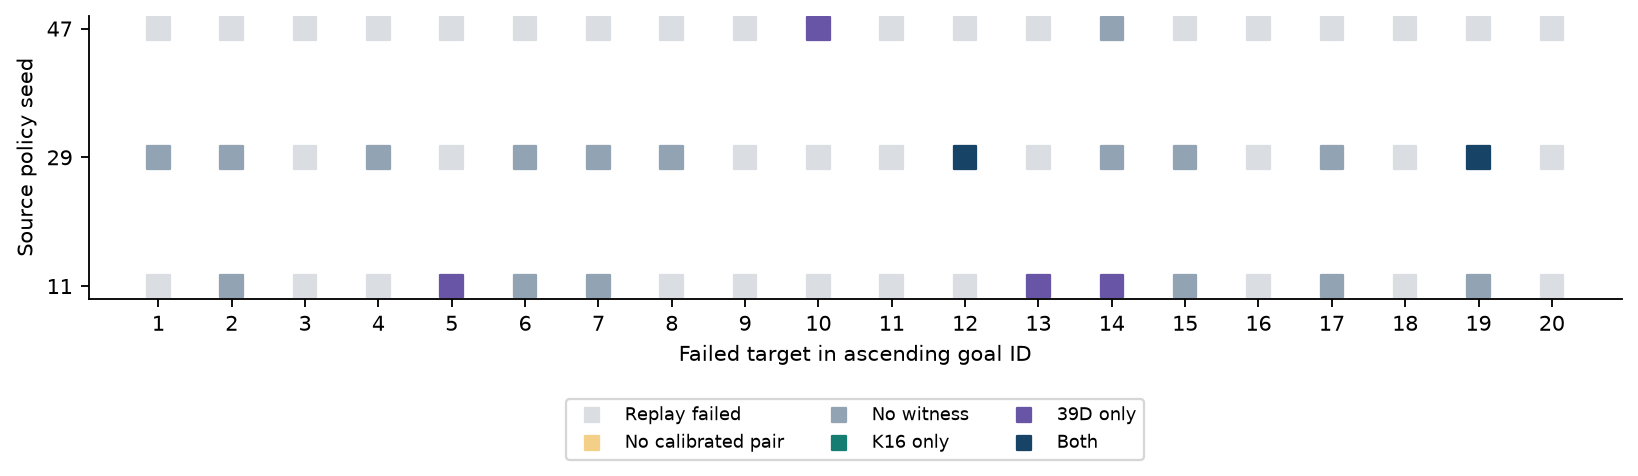 Source policy seed
47
29
11
1 2 3 4 5 6 7 8 9 10 11 12 13 14 15 16 17 18 19 20
Failed target in ascending goal ID
Replay failed No witness 39D only
No calibrated pair K16 only Both